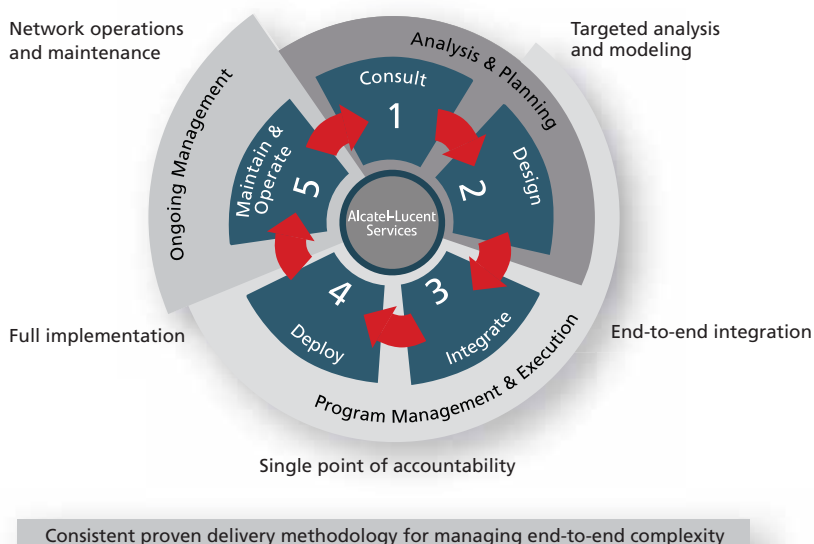 Network operations
and maintenance
Targeted analysis
and modeling
Analysis & Planning
Ongoing Management
Consult
1
Design
2
Maintain &
Operate
5
Alcatel-Lucent
Services
4
Deploy
3
Integrate
Full implementation
End-to-end integration
Program Management & Execution
Single point of accountability
Consistent proven delivery methodology for managing end-to-end complexity